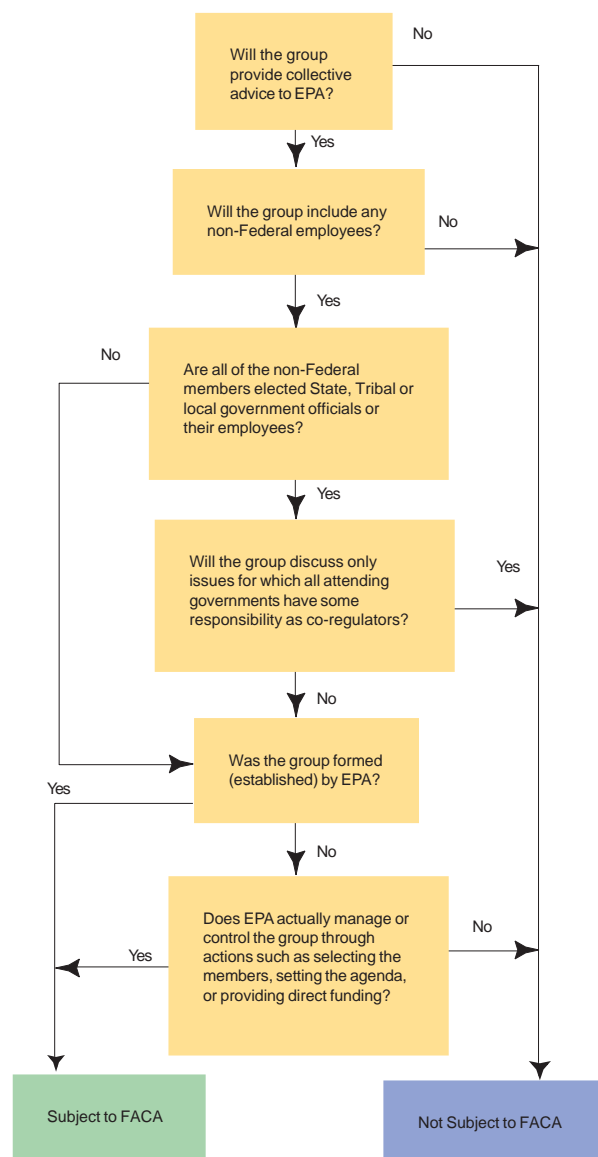 No
Will the group
provide collective
advice to EPA?
Yes
Will the group include any
non-Federal employees?
No
Yes
No
Are all of the non-Federal
members elected State, Tribal or
local government officials or
their employees?
Yes
Will the group discuss only
issues for which all attending
governments have some
responsibility as co-regulators?
Yes
No
Was the group formed
(established) by EPA?
Yes
No
Does EPA actually manage or
control the group through
actions such as selecting the
members, setting the agenda,
or providing direct funding?
No
Yes
Subject to FACA
Not Subject to FACA